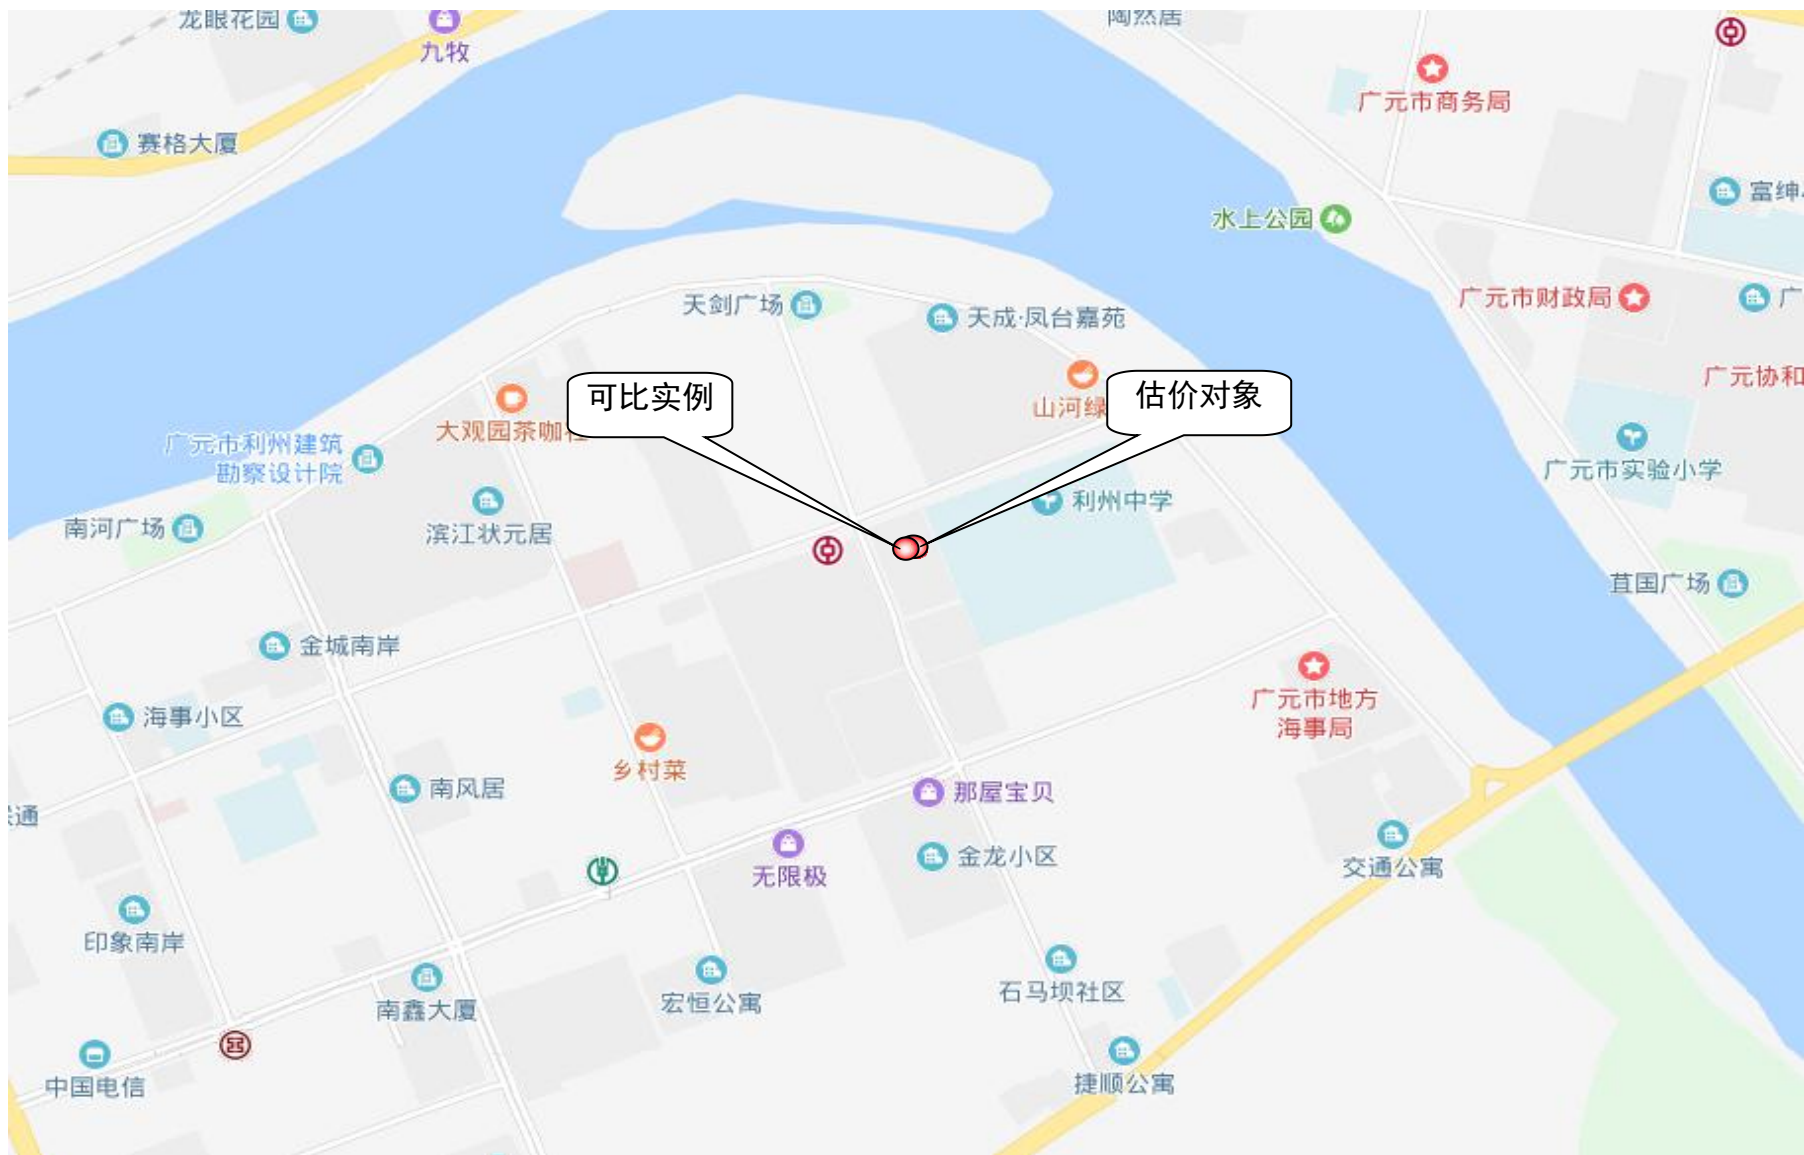 龙眼花园
九牧
陶然居
广元市商务局
赛格大厦
富绅
水上公园
天剑广场
天成·凤台嘉苑
广元市财政局
广
广元协和
可比实例
估价对象
山河绿
大观园茶咖社
广元市利州建筑
勘察设计院
广元市实验小学
利州中学
南河广场
滨江状元居
苴国广场
金城南岸
广元市地方
海事局
海事小区
乡村菜
南风居
那屋宝贝
通
金龙小区
交通公寓
无限极
印象南岸
石马坝社区
南鑫大厦
宏恒公寓
中国电信
捷顺公寓